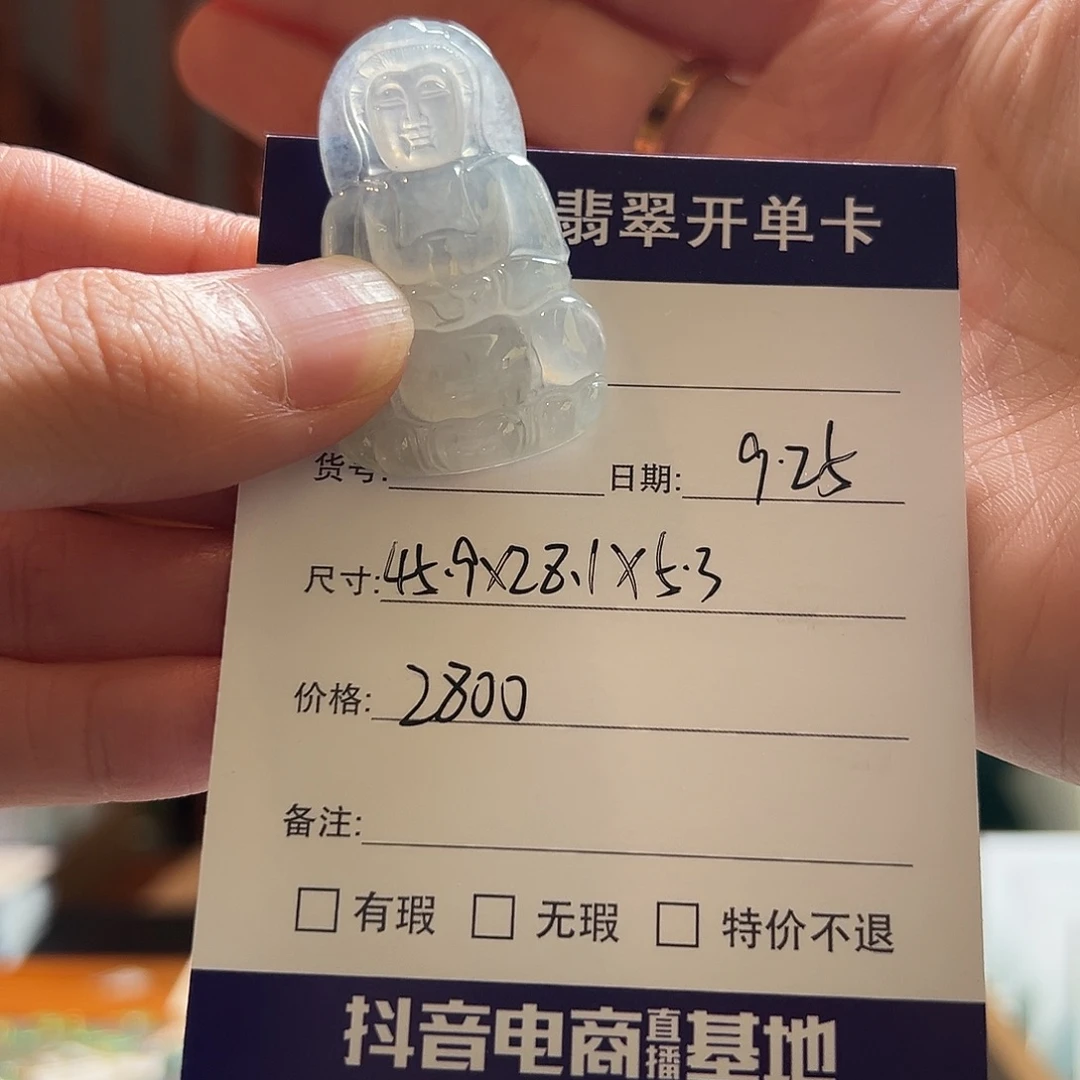 翡翠开单卡
货号: 日期: 9.25
尺寸: 45.9x28.1x5.3
价格: 2800
备注:
□ 有瑕 □ 无瑕 □ 特价不退
抖音电商直播基地